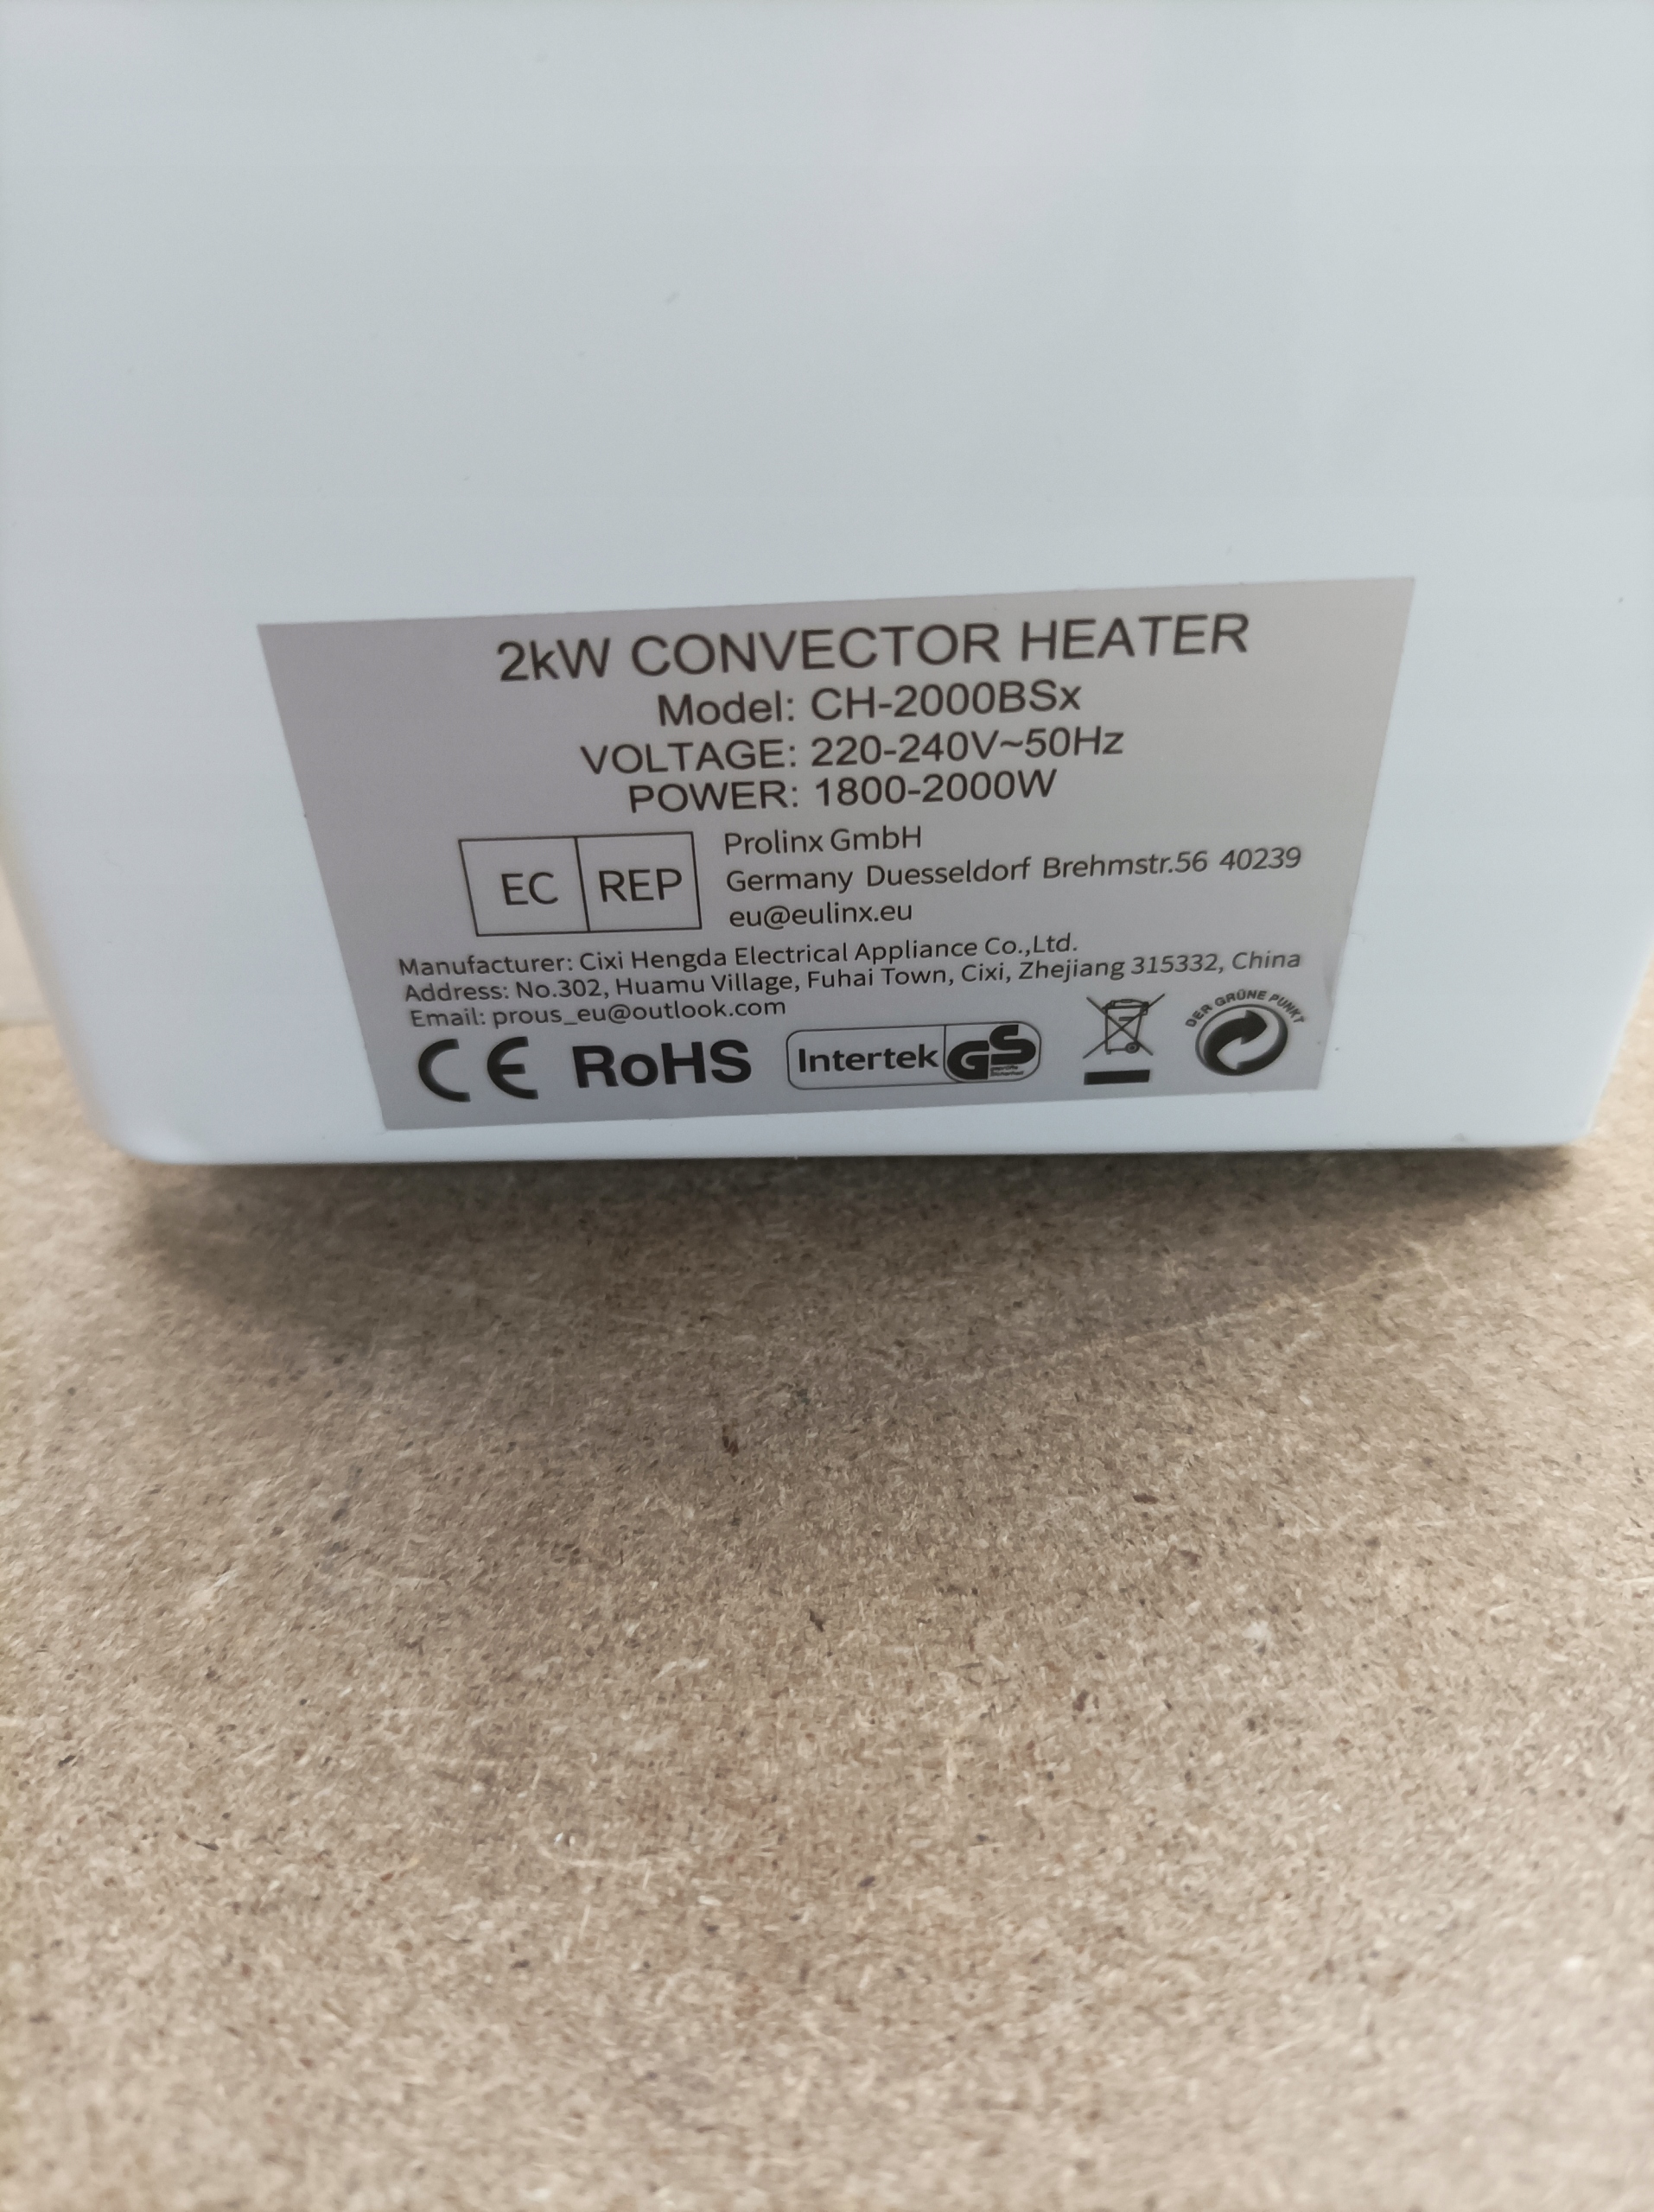 2kW CONVECTOR HEATER
Model: CH-2000BSx
VOLTAGE: 220-240V~50Hz
POWER: 1800-2000W
EC REP
Prolinx GmbH
Germany Duesseldorf Brehmstr.56 40239
eu@eulinx.eu
Manufacturer: Cixi Hengda Electrical Appliance Co.,Ltd.
Address: No.302, Huamu Village, Fuhai Town, Cixi, Zhejiang 315332, China
Email: prous_eu@outlook.com
CE RoHS Intertek GS geprüfte Sicherheit
DER GRÜNE PUNKT